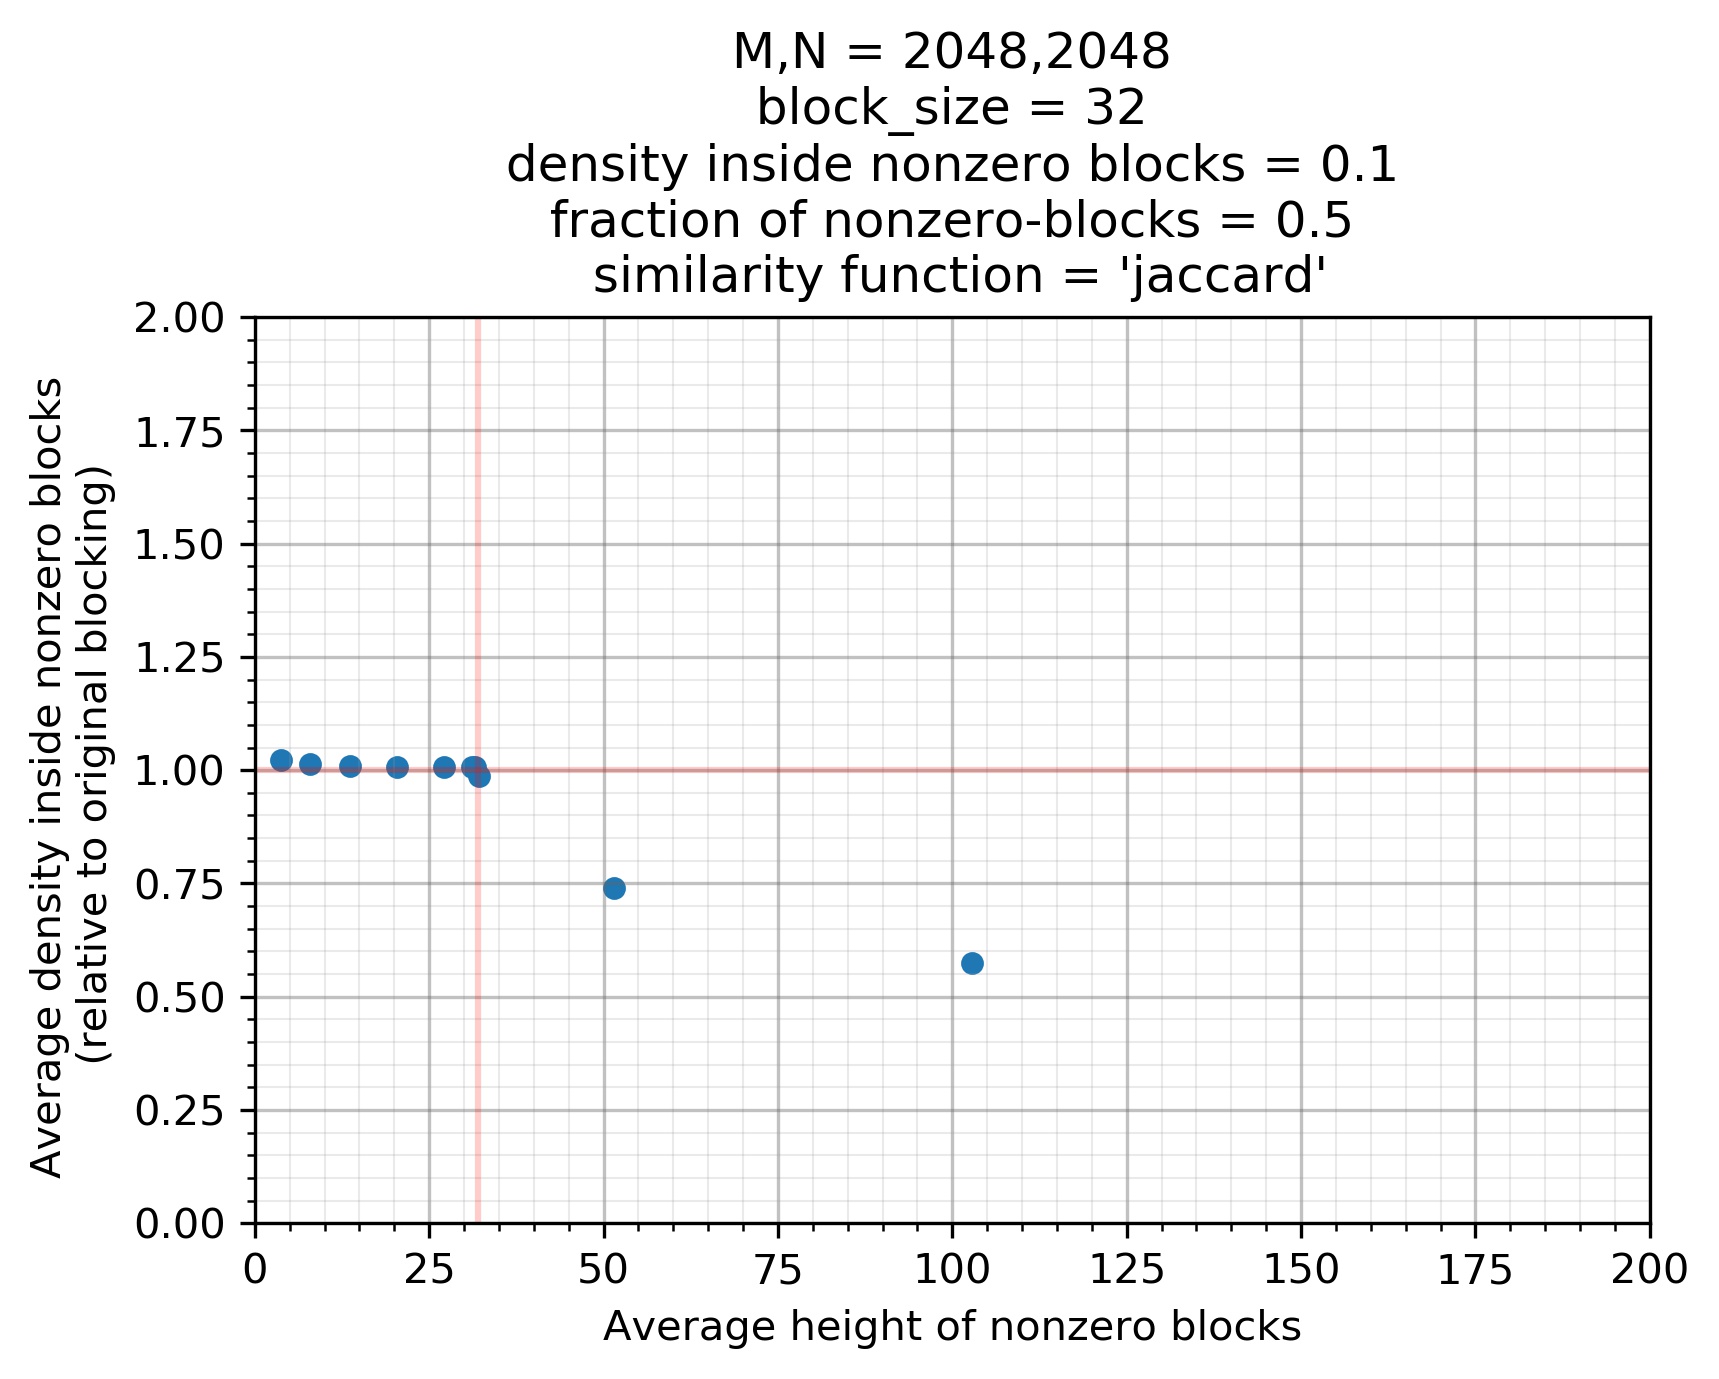 M,N = 2048,2048
block_size = 32
density inside nonzero blocks = 0.1
fraction of nonzero-blocks = 0.5
similarity function = 'jaccard'
2.00
1.75
1.50
1.25
1.00
0.75
0.50
0.25
0.00
Average density inside nonzero blocks
(relative to original blocking)
0
25
50
75
100
125
150
175
200
Average height of nonzero blocks